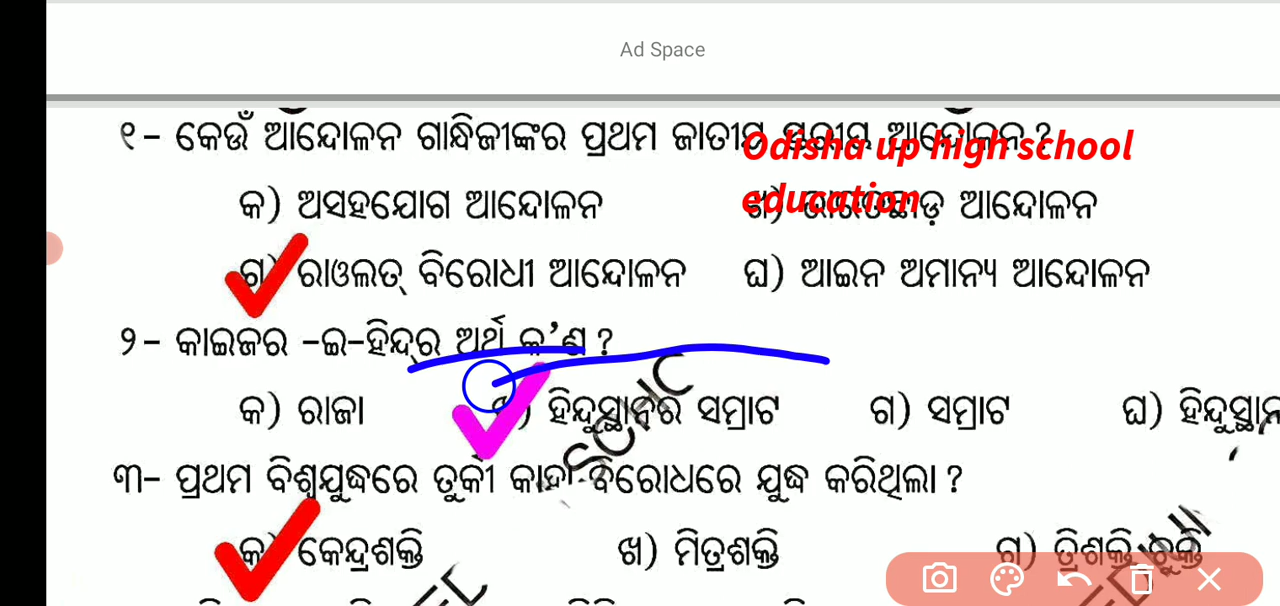 Ad Space
୧- କେଉଁ ଆନ୍ଦୋଳନ ଗାନ୍ଧିଜୀଙ୍କର ପ୍ରଥମ ଜାତୀୟ ସ୍ତରୀୟ ଆନ୍ଦୋଳନ ?
Odisha up high school
education
କ) ଅସହଯୋଗ ଆନ୍ଦୋଳନ ଖ) ଭାରତଛାଡ଼ ଆନ୍ଦୋଳନ
ଗ) ରାଓଲତ୍ ବିରୋଧୀ ଆନ୍ଦୋଳନ ଘ) ଆଇନ ଅମାନ୍ୟ ଆନ୍ଦୋଳନ
୨- କାଇଜର -ଇ-ହିନ୍ଦ୍‌ର ଅର୍ଥ କ'ଣ ?
କ) ରାଜା ଖ) ହିନ୍ଦୁସ୍ଥାନର ସମ୍ରାଟ ଗ) ସମ୍ରାଟ ଘ)
୩- ପ୍ରଥମ ବିଶ୍ୱଯୁଦ୍ଧରେ ତୁର୍କୀ କାହା ବିରୋଧରେ ଯୁଦ୍ଧ କରିଥିଲା ?
କ) କେନ୍ଦ୍ରଶକ୍ତି ଖ) ମିତ୍ରଶକ୍ତି ଗ) ତ୍ରିଶକ୍ତି ଚୁକ୍ତି